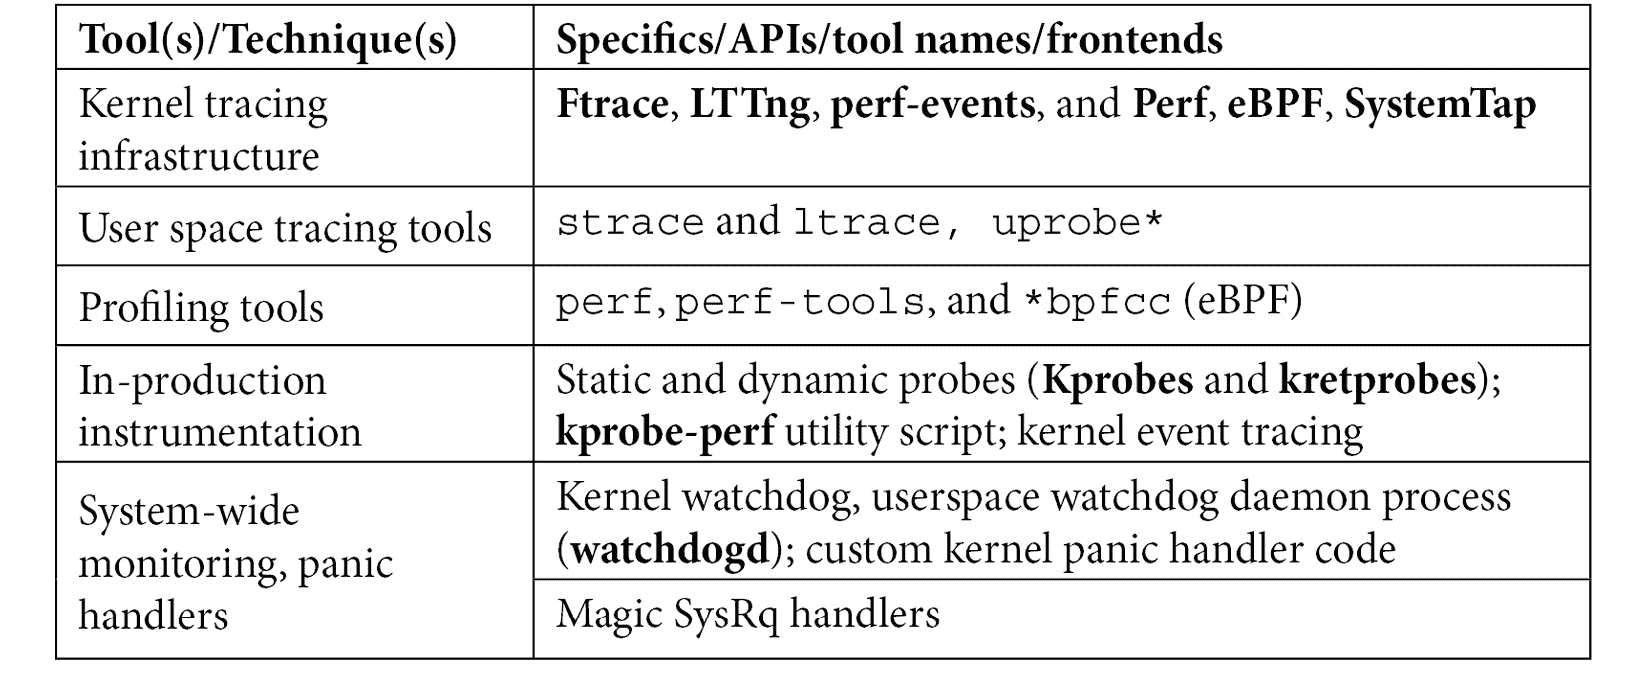 Tool(s)/Technique(s)
Specifics/APIs/tool names/frontends
Kernel tracing
infrastructure
Ftrace, LTTng, perf-events, and Perf, eBPF, SystemTap
User space tracing tools
strace and ltrace, uprobe*
Profiling tools
perf, perf-tools, and *bpfcc (eBPF)
In-production
instrumentation
Static and dynamic probes (Kprobes and kretprobes);
kprobe-perf utility script; kernel event tracing
System-wide
monitoring, panic
handlers
Kernel watchdog, userspace watchdog daemon process
(watchdogd); custom kernel panic handler code
Magic SysRq handlers